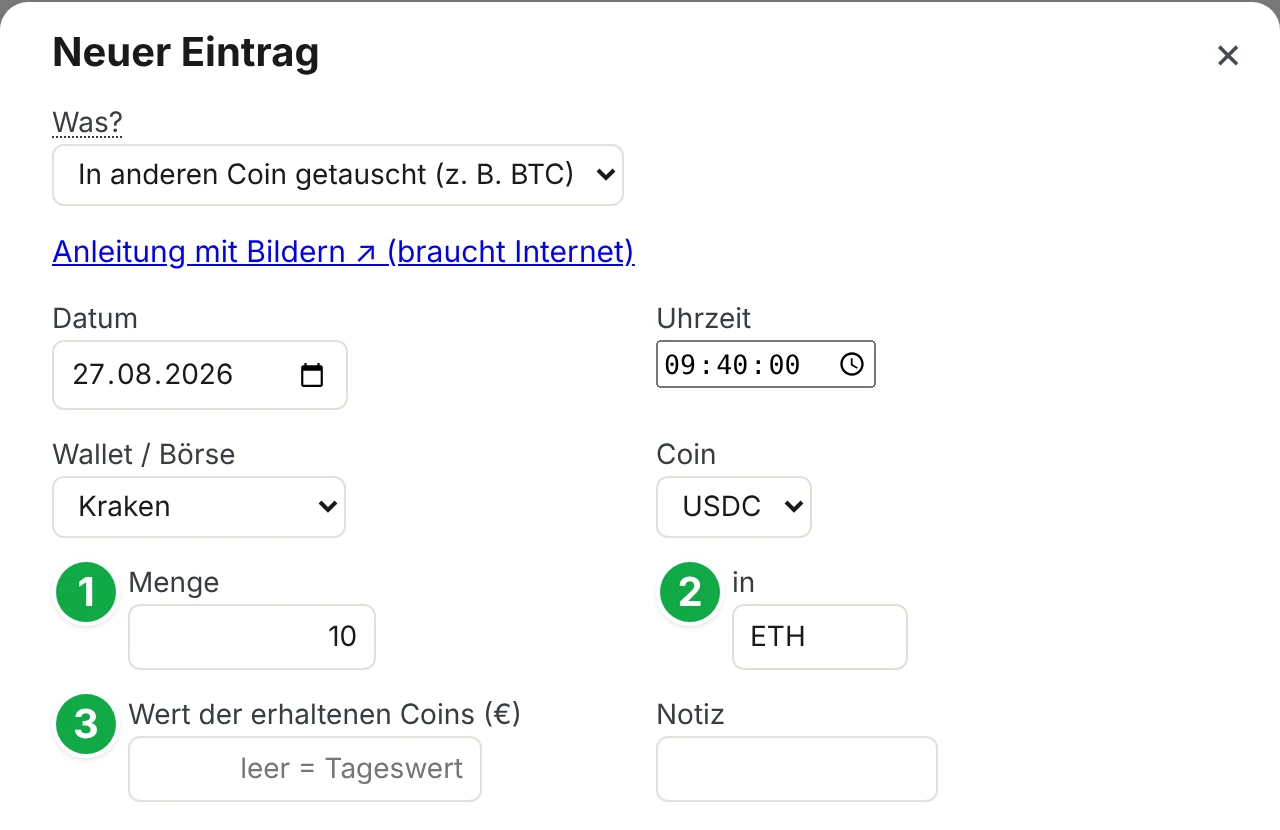 Neuer Eintrag
Was?
In anderen Coin getauscht (z. B. BTC)
Anleitung mit Bildern ↗ (braucht Internet)
Datum
Uhrzeit
27.08.2026
09:40:00
Wallet / Börse
Coin
Kraken
USDC
1 Menge
2 in
10
ETH
3 Wert der erhaltenen Coins (€)
Notiz
leer = Tageswert